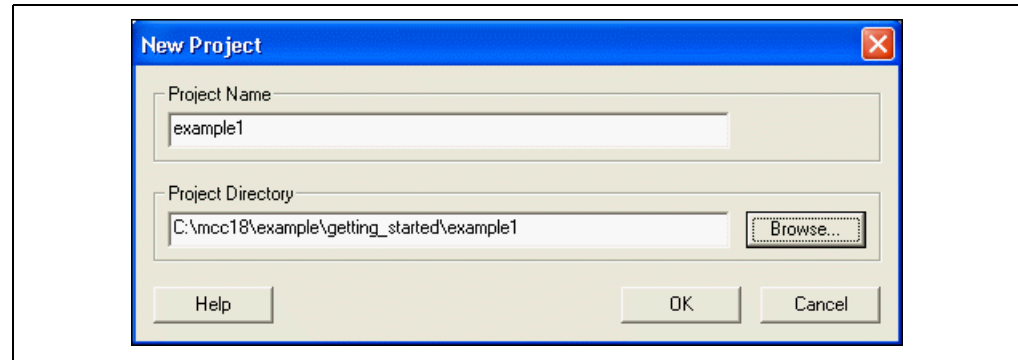 New Project
Project Name
example1
Project Directory
C:\mcc18\example\getting_started\example1
Browse...
Help
OK
Cancel